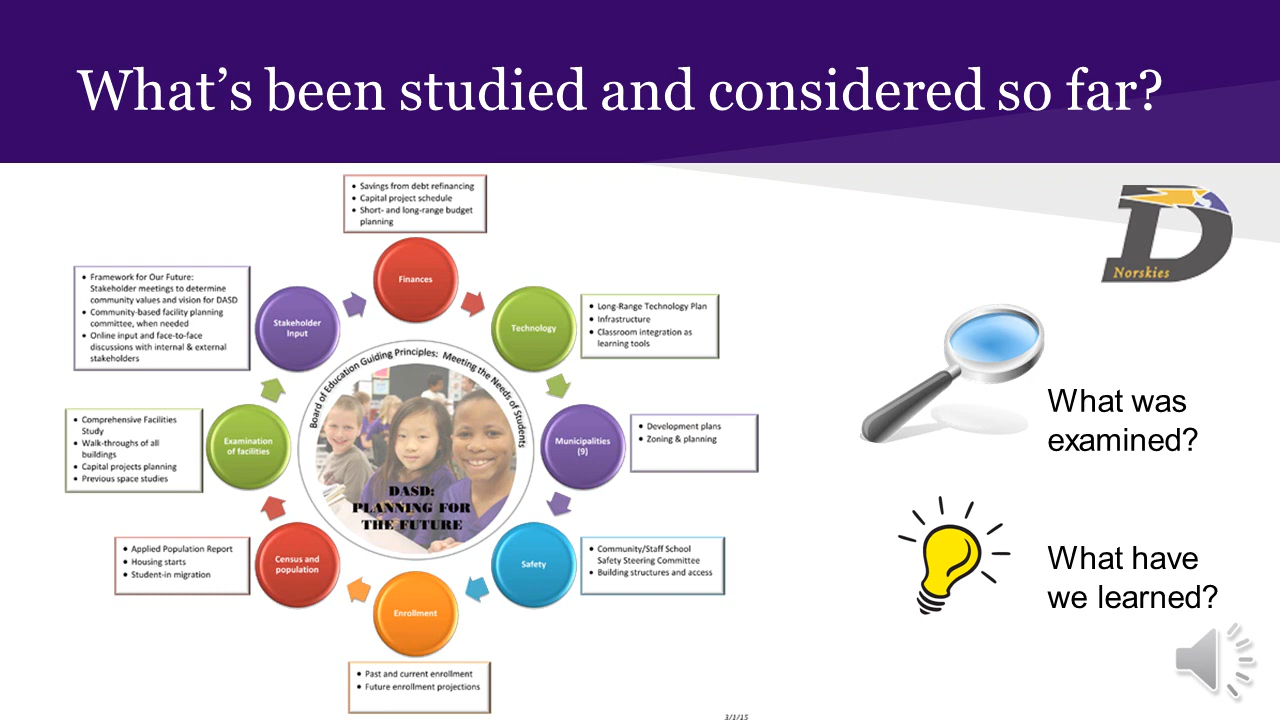 What's been studied and considered so far?
• Savings from debt refinancing
• Capital project schedule
• Short- and long-range budget
planning
Finances
• Long-Range Technology Plan
• Infrastructure
• Classroom integration as
learning tools
Technology
• Development plans
• Zoning & planning
Municipalities
(9)
• Community/Staff School
Safety Steering Committee
• Building structures and access
Safety
Enrollment
• Past and current enrollment
• Future enrollment projections
Census and
population
• Applied Population Report
• Housing starts
• Student-in migration
Examination
of facilities
• Comprehensive Facilities
Study
• Walk-throughs of all
buildings
• Capital projects planning
• Previous space studies
Stakeholder
Input
• Framework for Our Future:
Stakeholder meetings to determine
community values and vision for DASD
• Community-based facility planning
committee, when needed
• Online input and face-to-face
discussions with internal & external
stakeholders
Board of Education Guiding Principles: Meeting the Needs of Students
DASD:
PLANNING FOR
THE FUTURE
D
Norskies
What was
examined?
What have
we learned?
3/1/15